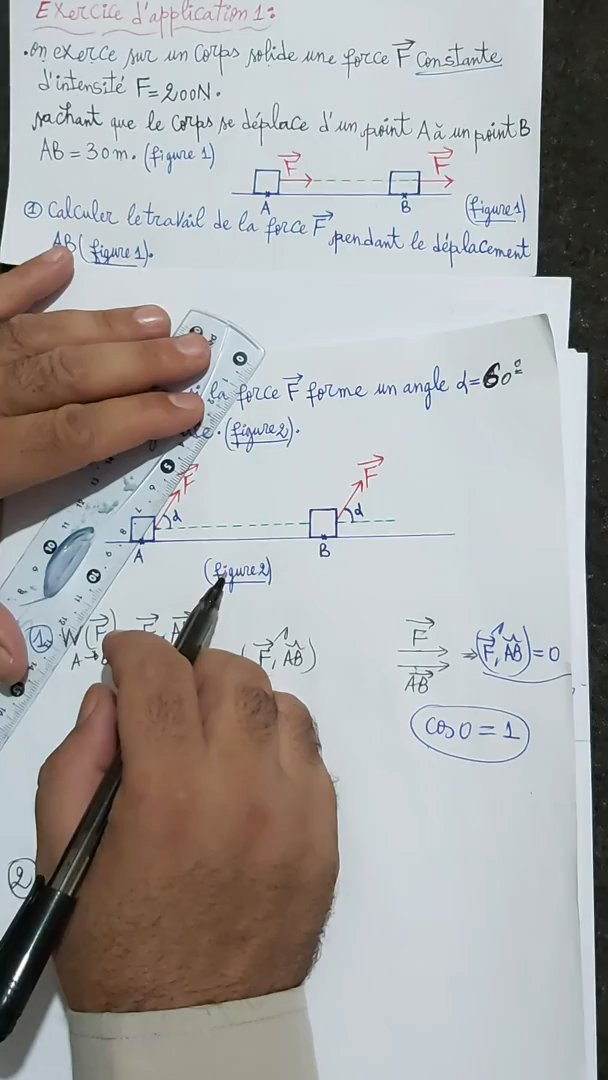 Exercice d'application 1:
. on exerce sur un corps solide une force F⃗ constante
d'intensité F = 200N.
sachant que le corps se déplace d'un point A à un point B
AB = 30m. (figure 1)
F⃗ F⃗
A B (figure 1)
① Calculer le travail de la force F⃗ pendant le déplacement
AB (figure 1).
la force F⃗ forme un angle α = 60°
(figure 2).
F⃗ F⃗
α α
A B
(figure 2)
1. W(F⃗)
A→
(F⃗, AB)
F⃗
AB⃗
⇒ (F⃗, AB) = 0
cos 0 = 1
2